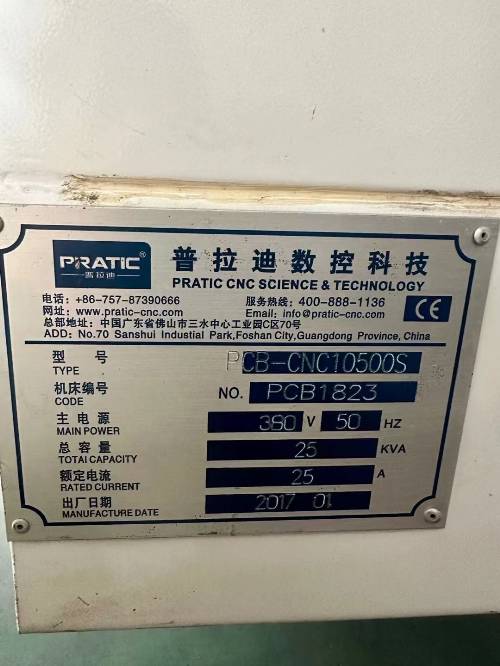 PRATIC®
普拉迪
普拉迪数控科技
PRATIC CNC SCIENCE & TECHNOLOGY
电话：+86-757-87390666 服务热线：400-888-1136
网址：www.pratic-cnc.com Email：info@pratic-cnc.com
总部地址：中国广东省佛山市三水中心工业园C区70号
ADD：No.70 Sanshui Industial Park,Foshan City,Guangdong Province, China
CE
型 号 PCB-CNC10500S
TYPE
机床编号 NO. PCB1823
CODE
主电源 380 V 50 HZ
MAIN POWER
总容量 25 KVA
TOTAI CAPACITY
额定电流 25 A
RATED CURRENT
出厂日期 2017 01
MANUFACTURE DATE